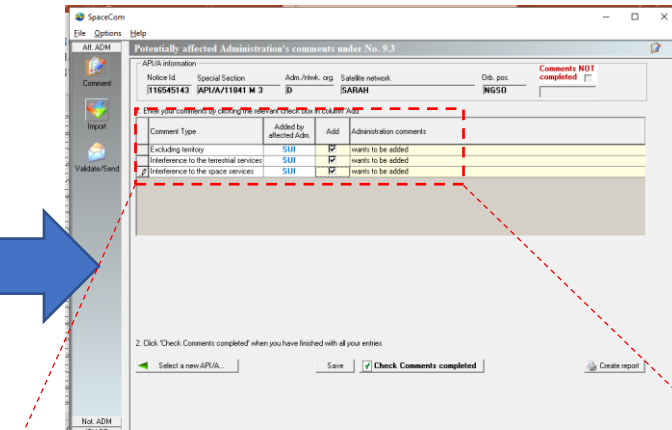 SpaceCom
File Options Help
Aff. ADM
Potentially affected Administration's comments under No. 9.3
Comment
Import
Validate/Send
API/A information
Notice Id. Special Section Adm./ntwk. org. Satellite network Orb. pos.
116545143 API/A/11841 M 3 D SARAH NGSO
Comments NOT
completed
1. Enter your comments by clicking the relevant check box in column 'Add'
Comment Type Added by affected Adm. Add Administration comments
Excluding territory SUI wants to be added
Interference to the terrestrial services SUI wants to be added
Interference to the space services SUI wants to be added
2. Click 'Check Comments completed' when you have finished with all your entries
Select a new API/A... Save Check Comments completed Create report
Not. ADM